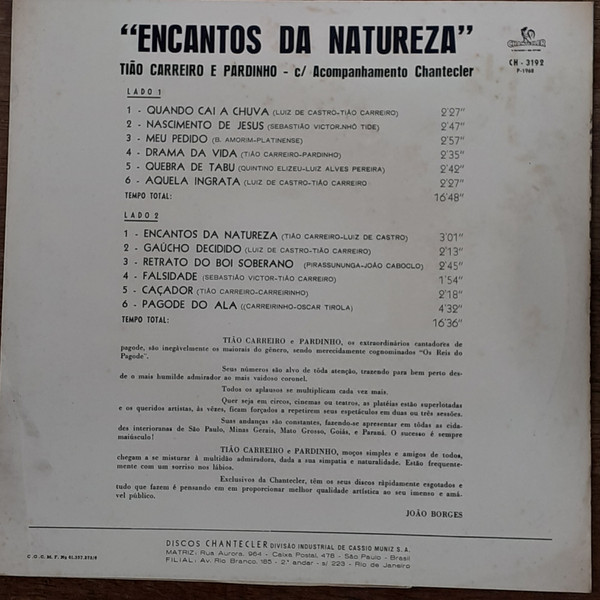 “ENCANTOS DA NATUREZA”
CHANTECLER
TIÃO CARREIRO E PARDINHO - c/ Acompanhamento Chantecler
CH - 3192
P-1968
LADO 1
1 - QUANDO CAI A CHUVA (LUIZ DE CASTRO-TIÃO CARREIRO) 2'27"
2 - NASCIMENTO DE JESUS (SEBASTIÃO VICTOR-NHÔ TIDE) 2'47"
3 - MEU PEDIDO (B. AMORIM-PLATINENSE) 2'57"
4 - DRAMA DA VIDA (TIÃO CARREIRO-PARDINHO) 2'35"
5 - QUEBRA DE TABU (QUINTINO ELIZEU-LUIZ ALVES PEREIRA) 2'42"
6 - AQUELA INGRATA (LUIZ DE CASTRO-TIÃO CARREIRO 2'27"
TEMPO TOTAL: 16'48"
LADO 2
1 - ENCANTOS DA NATUREZA (TIÃO CARREIRO-LUIZ DE CASTRO) 3'01"
2 - GAÚCHO DECIDIDO (LUIZ DE CASTRO-TIÃO CARREIRO) 2'13"
3 - RETRATO DO BOI SOBERANO (PIRASSUNUNGA-JOÃO CABOCLO) 2'45"
4 - FALSIDADE (SEBASTIÃO VICTOR-TIÃO CARREIRO) 1'54"
5 - CAÇADOR (TIÃO CARREIRO-CARREIRINHO) 2'18"
6 - PAGODE DO ALA ((CARREIRINHO-OSCAR TIROLA) 4'32"
TEMPO TOTAL: 16'36"
TIÃO CARREIRO e PARDINHO, os extraordinários cantadores de
pagode, são inegàvelmente os maiorais do gênero, sendo merecidamente cognominados "Os Reis do
Pagode".
Seus números são alvo de tôda atenção, trazendo para bem perto des-
de o mais humilde admirador ao mais vaidoso coronel.
Todos os aplausos se multiplicam cada vez mais.
Quer seja em circos, cinemas ou teatros, as platéias estão superlotadas
e os queridos artistas, às vêzes, ficam forçados a repetirem seus espetáculos em duas ou três sessões.
Suas andanças são constantes, fazendo-se apresentar em tôdas as cida-
des interioranas de São Paulo, Minas Gerais, Mato Grosso, Goiás, e Paraná. O sucesso é sempre
maiúsculo!
TIÃO CARREIRO e PARDINHO, moços simples e amigos de todos,
chegam a se misturar à multidão admiradora, dada a sua simpatia e naturalidade. Estão frequente-
mente com um sorriso nos lábios.
Exclusivos da Chantecler, têm os seus discos ràpidamente esgotados e
tudo que fazem é pensando em em proporcionar melhor qualidade artística ao seu imenso e amá-
vel público.
JOÃO BORGES
DISCOS CHANTECLER DIVISÃO INDUSTRIAL DE CASSIO MUNIZ S.A.
MATRIZ: Rua Aurora, 964 - Caixa Postal, 478 - São Paulo - Brasil
FILIAL: Av. Rio Branco, 185 - 2.º andar - s/ 223 - Rio de Janeiro